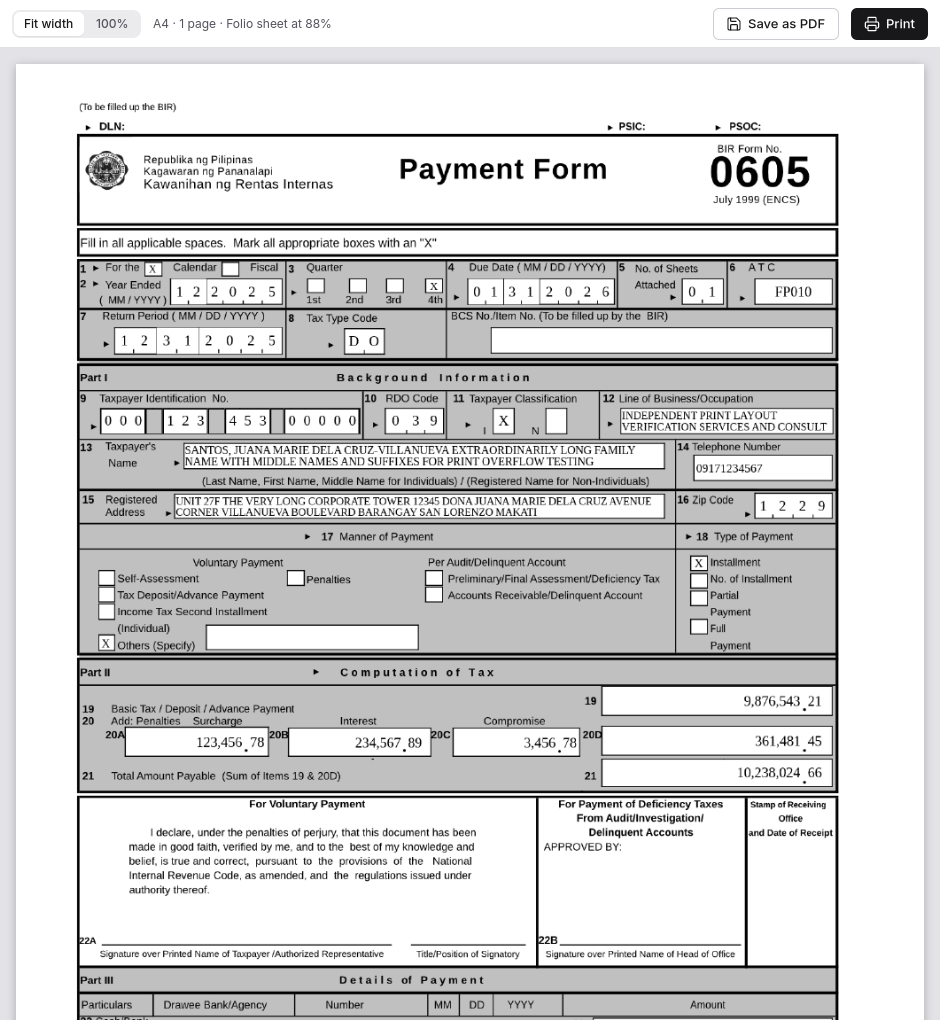 Fit width 100% A4 · 1 page · Folio sheet at 88% Save as PDF Print
(To be filled up the BIR)
► DLN: ► PSIC: ► PSOC:
Republika ng Pilipinas
Kagawaran ng Pananalapi
Kawanihan ng Rentas Internas
Payment Form
BIR Form No.
0605
July 1999 (ENCS)
Fill in all applicable spaces. Mark all appropriate boxes with an "X"
1 ► For the X Calendar Fiscal
2 ► Year Ended
( MM / YYYY ) 1 2 2 0 2 5
3 Quarter
► X
1st 2nd 3rd 4th
4 Due Date ( MM / DD / YYYY)
► 0 1 3 1 2 0 2 6
5 No. of Sheets
Attached
► 0 1
6 A T C
► FP010
7 Return Period ( MM / DD / YYYY )
► 1 2 3 1 2 0 2 5
8 Tax Type Code
► D O
BCS No./Item No. (To be filled up by the BIR)
Part I Background Information
9 Taxpayer Identification No.
► 0 0 0 1 2 3 4 5 3 0 0 0 0 0
10 RDO Code
► 0 3 9
11 Taxpayer Classification
► I X N
12 Line of Business/Occupation
► INDEPENDENT PRINT LAYOUT
VERIFICATION SERVICES AND CONSULT
13 Taxpayer's
Name
► SANTOS, JUANA MARIE DELA CRUZ-VILLANUEVA EXTRAORDINARILY LONG FAMILY
NAME WITH MIDDLE NAMES AND SUFFIXES FOR PRINT OVERFLOW TESTING
(Last Name, First Name, Middle Name for Individuals) / (Registered Name for Non-Individuals)
14 Telephone Number
09171234567
15 Registered
Address
► UNIT 27F THE VERY LONG CORPORATE TOWER 12345 DONA JUANA MARIE DELA CRUZ AVENUE
CORNER VILLANUEVA BOULEVARD BARANGAY SAN LORENZO MAKATI
16 Zip Code
► 1 2 2 9
► 17 Manner of Payment
► 18 Type of Payment
Voluntary Payment
Self-Assessment Penalties
Tax Deposit/Advance Payment
Income Tax Second Installment
(Individual)
X Others (Specify)
Per Audit/Delinquent Account
Preliminary/Final Assessment/Deficiency Tax
Accounts Receivable/Delinquent Account
X Installment
No. of Installment
Partial
Payment
Full
Payment
Part II ► Computation of Tax
19 Basic Tax / Deposit / Advance Payment 19 9,876,543.21
20 Add: Penalties Surcharge Interest Compromise
20A 123,456.78 20B 234,567.89 20C 3,456.78 20D 361,481.45
21 Total Amount Payable (Sum of Items 19 & 20D) 21 10,238,024.66
For Voluntary Payment
I declare, under the penalties of perjury, that this document has been
made in good faith, verified by me, and to the best of my knowledge and
belief, is true and correct, pursuant to the provisions of the National
Internal Revenue Code, as amended, and the regulations issued under
authority thereof.
22A
Signature over Printed Name of Taxpayer /Authorized Representative Title/Position of Signatory
For Payment of Deficiency Taxes
From Audit/Investigation/
Delinquent Accounts
APPROVED BY:
22B
Signature over Printed Name of Head of Office
Stamp of Receiving
Office
and Date of Receipt
Part III Details of Payment
Particulars Drawee Bank/Agency Number MM DD YYYY Amount